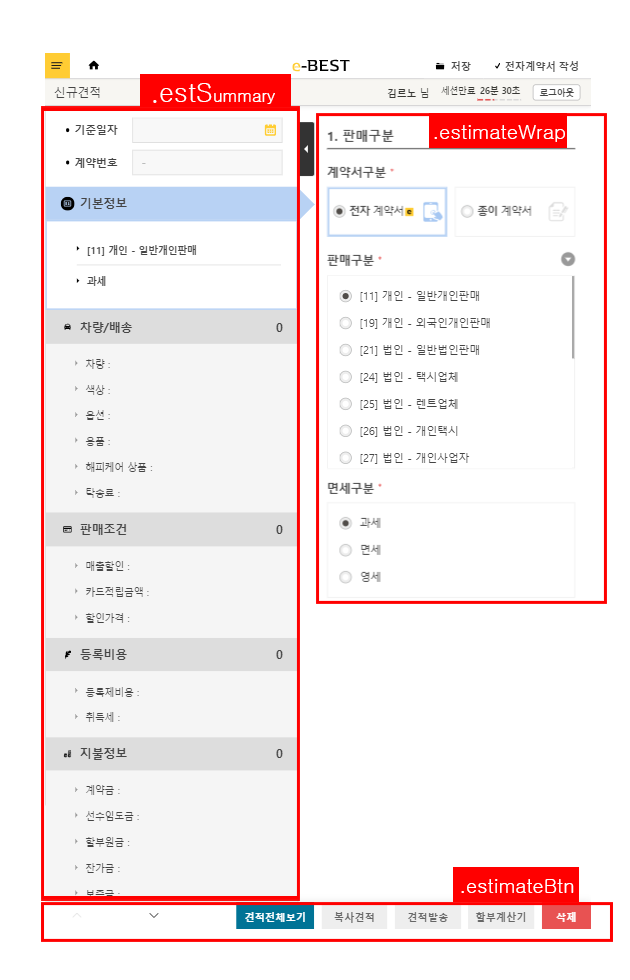 e-BEST
저장
✓ 전자계약서 작성
신규견적
.estSummary
김르노 님
세션만료 26분 30초
로그아웃
• 기준일자
• 계약번호
-
기본정보
[11] 개인 - 일반개인판매
과세
차량/배송 0
차량 :
색상 :
옵션 :
용품 :
해피케어 상품 :
탁송료 :
판매조건 0
매출할인 :
카드적립금액 :
할인가격 :
등록비용 0
등록제비용 :
취득세 :
지불정보 0
계약금 :
선수임도금 :
할부원금 :
잔가금 :
보증금 :
1. 판매구분
.estimateWrap
계약서구분 *
전자 계약서 e
종이 계약서
판매구분 *
[11] 개인 - 일반개인판매
[19] 개인 - 외국인개인판매
[21] 법인 - 일반법인판매
[24] 법인 - 택시업체
[25] 법인 - 렌트업체
[26] 법인 - 개인택시
[27] 법인 - 개인사업자
면세구분 *
과세
면세
영세
.estimateBtn
견적전체보기
복사견적
견적발송
할부계산기
삭제